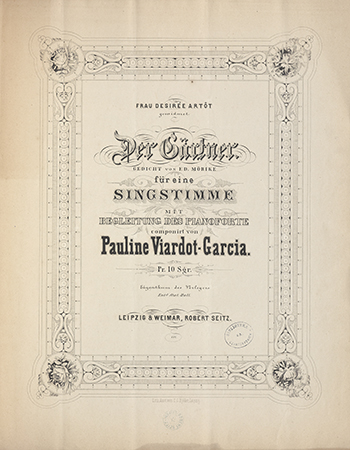 FRAU DESIRÉE ARTÔT
gewidmet
Der Gärtner.
GEDICHT von ED. MÖRIKE
für eine
SINGSTIMME
MIT
BEGLEITUNG DES PIANOFORTE
componirt von
Pauline Viardot-Garcia.
Pr. 10 Sgr.
Eigenthum des Verlegers
LEIPZIG & WEIMAR, ROBERT SEITZ.